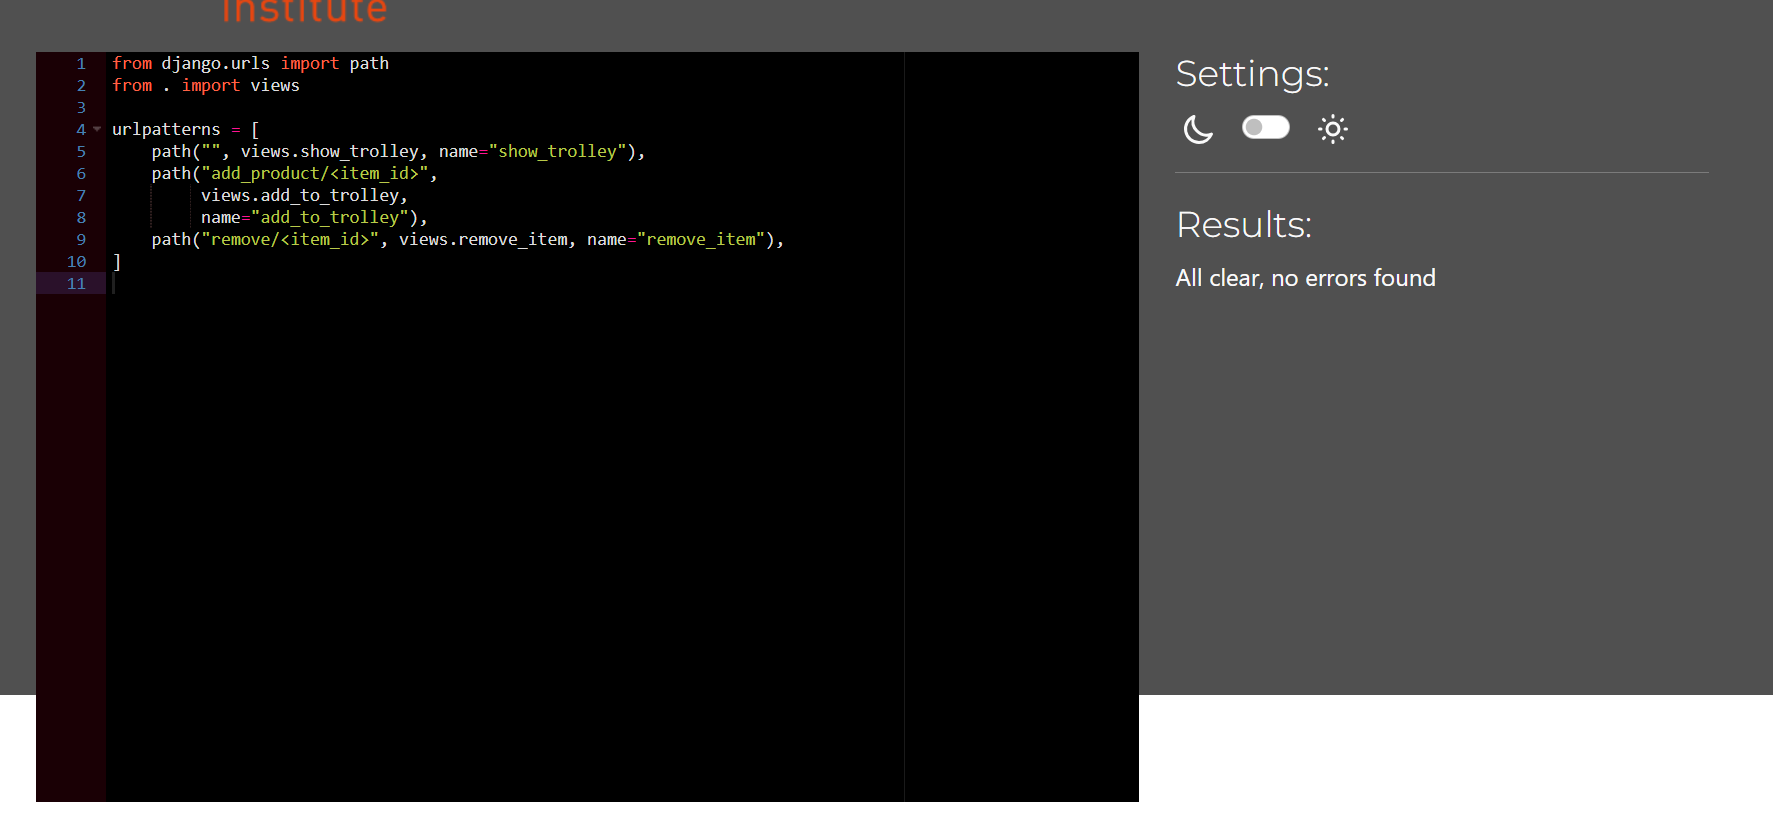 institute
1 from django.urls import path
2 from . import views
3
4 urlpatterns = [
5     path("", views.show_trolley, name="show_trolley"),
6     path("add_product/<item_id>",
7          views.add_to_trolley,
8          name="add_to_trolley"),
9     path("remove/<item_id>", views.remove_item, name="remove_item"),
10 ]
11
Settings:
Results:
All clear, no errors found